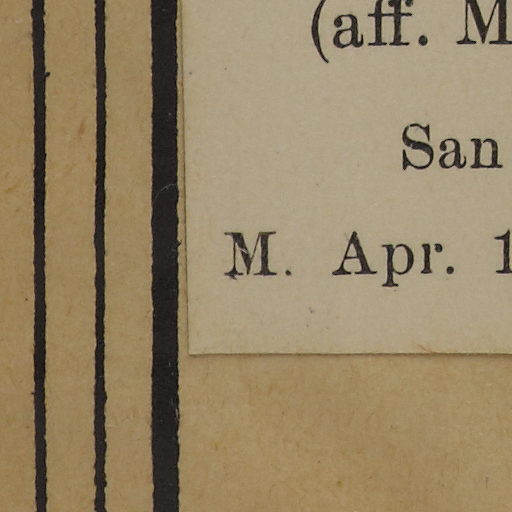 (aff. M
San
M. Apr. 1